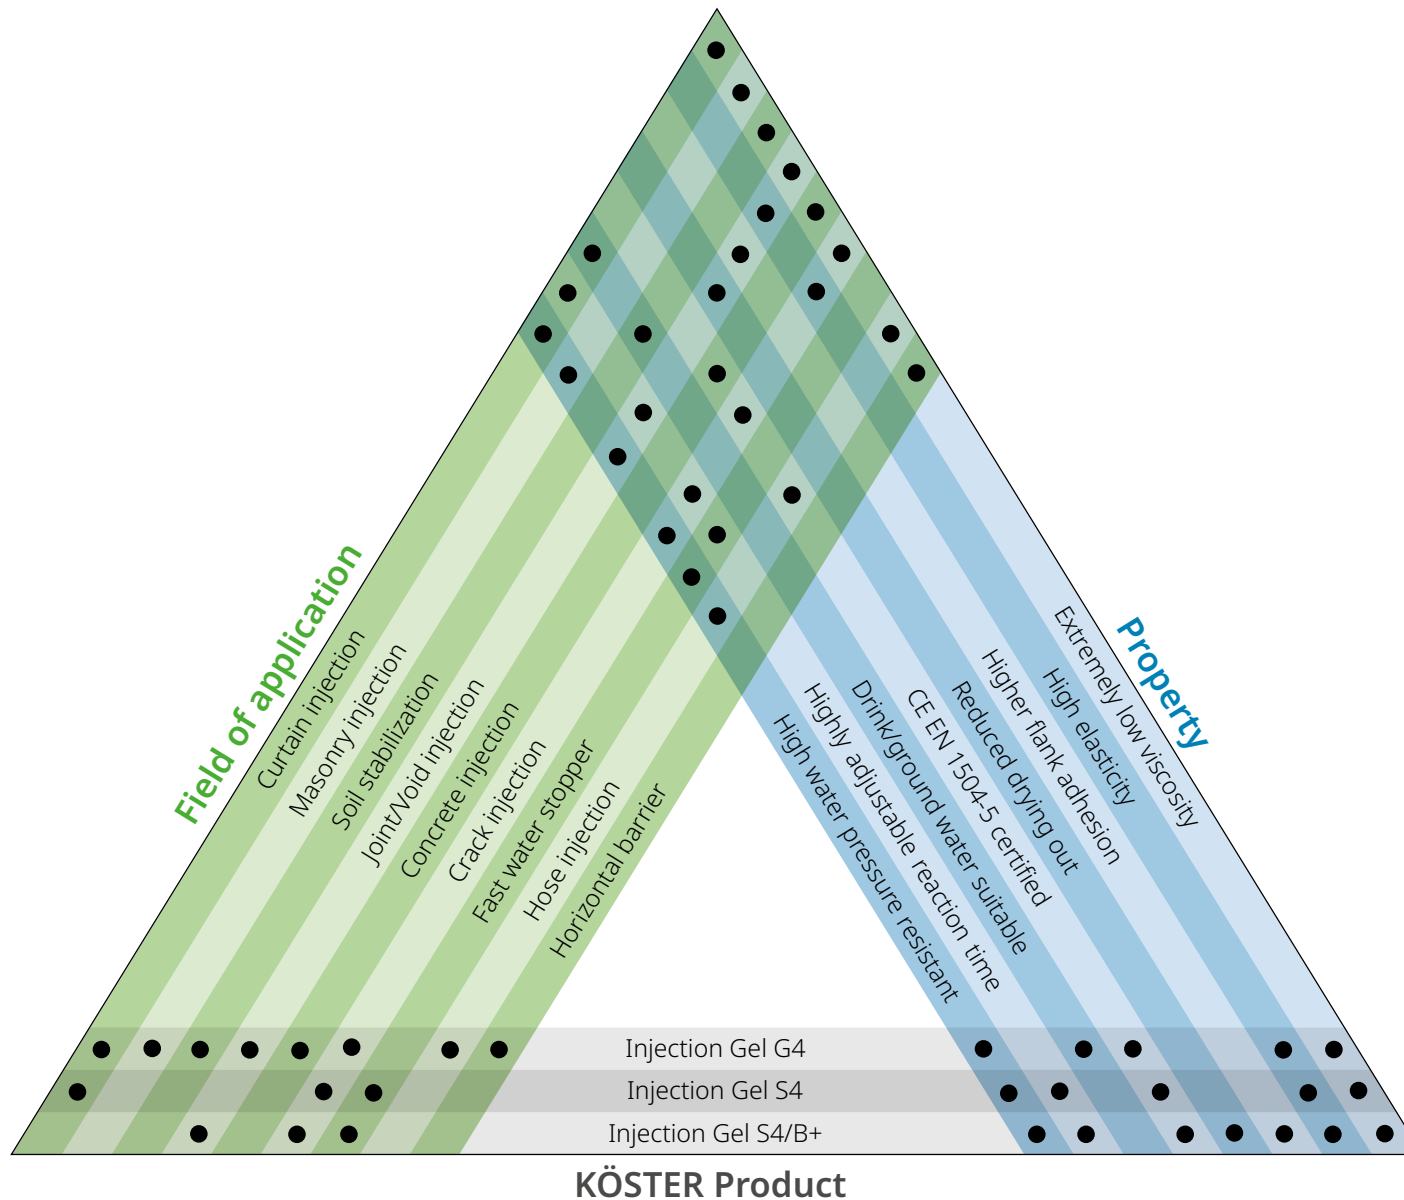 Field of application
Curtain injection
Masonry injection
Soil stabilization
Joint/Void injection
Concrete injection
Crack injection
Fast water stopper
Hose injection
Horizontal barrier
Property
Extremely low viscosity
High elasticity
Higher flank adhesion
Reduced drying out
CE EN 1504-5 certified
Drink/ground water suitable
Highly adjustable reaction time
High water pressure resistant
Injection Gel G4
Injection Gel S4
Injection Gel S4/B+
KÖSTER Product